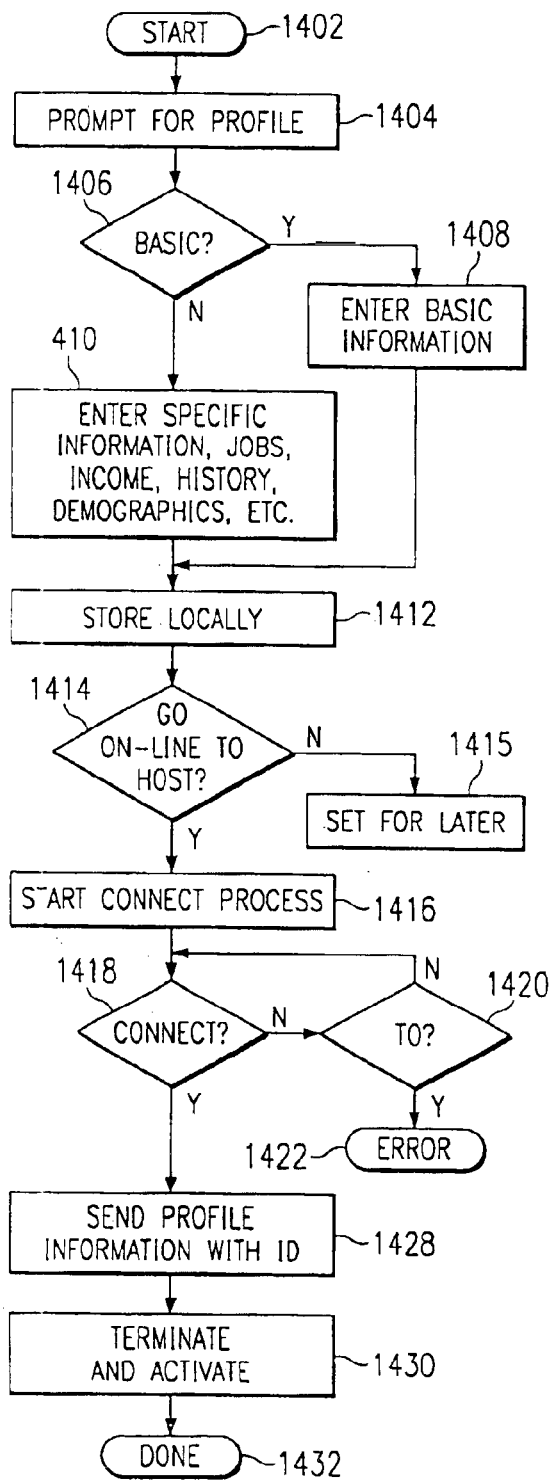 START
1402
PROMPT FOR PROFILE
1404
1406
BASIC?
Y
N
1408
ENTER BASIC
INFORMATION
410
ENTER SPECIFIC
INFORMATION, JOBS,
INCOME, HISTORY,
DEMOGRAPHICS, ETC.
STORE LOCALLY
1412
1414
GO
ON-LINE TO
HOST?
N
Y
1415
SET FOR LATER
START CONNECT PROCESS
1416
1418
CONNECT?
N
Y
N
1420
TO?
Y
1422
ERROR
SEND PROFILE
INFORMATION WITH ID
1428
TERMINATE
AND ACTIVATE
1430
DONE
1432